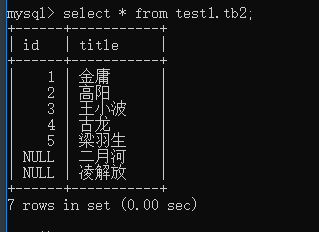 mysql> select * from test1.tb2;
+------+-----------+
| id   | title     |
+------+-----------+
|    1 | 金庸
|    2 | 高阳
|    3 | 王小波
|    4 | 古龙
|    5 | 梁羽生
| NULL | 二月河
| NULL | 凌解放
+------+-----------+
7 rows in set (0.00 sec)